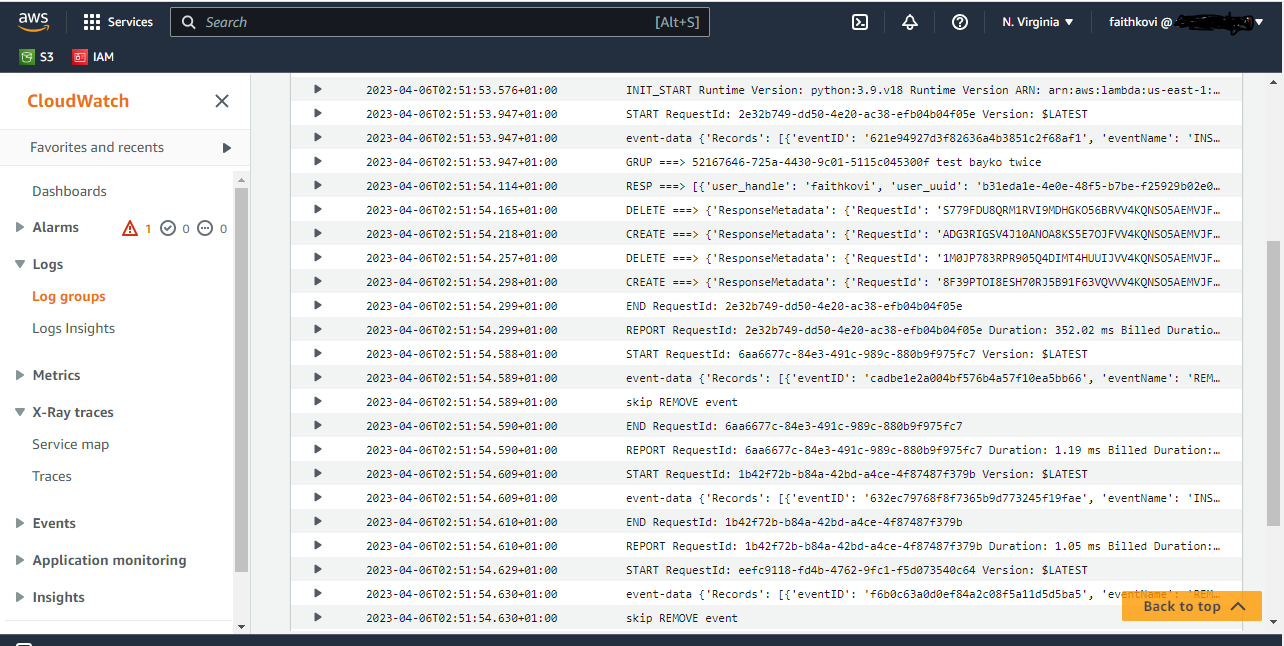 aws Services Search [Alt+S] N. Virginia faithkovi @
S3 IAM
CloudWatch
Favorites and recents
Dashboards
Alarms 1 0 0
Logs
Log groups
Logs Insights
Metrics
X-Ray traces
Service map
Traces
Events
Application monitoring
Insights
2023-04-06T02:51:53.576+01:00 INIT_START Runtime Version: python:3.9.v18 Runtime Version ARN: arn:aws:lambda:us-east-1:…
2023-04-06T02:51:53.947+01:00 START RequestId: 2e32b749-dd50-4e20-ac38-efb04b04f05e Version: $LATEST
2023-04-06T02:51:53.947+01:00 event-data {'Records': [{'eventID': '621e94927d3f82636a4b3851c2f68af1', 'eventName': 'INS…
2023-04-06T02:51:53.947+01:00 GRUP ===> 52167646-725a-4430-9c01-5115c045300f test bayko twice
2023-04-06T02:51:54.114+01:00 RESP ===> [{'user_handle': 'faithkovi', 'user_uuid': 'b31eda1e-4e0e-48f5-b7be-f25929b02e0…
2023-04-06T02:51:54.165+01:00 DELETE ===> {'ResponseMetadata': {'RequestId': 'S779FDU8QRM1RVI9MDHGKO56BRVV4KQNSO5AEMVJF…
2023-04-06T02:51:54.218+01:00 CREATE ===> {'ResponseMetadata': {'RequestId': 'ADG3RIGSV4J10ANOA8KS5E7OJFVV4KQNSO5AEMVJF…
2023-04-06T02:51:54.257+01:00 DELETE ===> {'ResponseMetadata': {'RequestId': '1M0JP783RPR905Q4DIMT4HUUIJVV4KQNSO5AEMVJF…
2023-04-06T02:51:54.298+01:00 CREATE ===> {'ResponseMetadata': {'RequestId': '8F39PTOI8ESH70RJ5B91F63VQVVV4KQNSO5AEMVJF…
2023-04-06T02:51:54.299+01:00 END RequestId: 2e32b749-dd50-4e20-ac38-efb04b04f05e
2023-04-06T02:51:54.299+01:00 REPORT RequestId: 2e32b749-dd50-4e20-ac38-efb04b04f05e Duration: 352.02 ms Billed Duratio…
2023-04-06T02:51:54.588+01:00 START RequestId: 6aa6677c-84e3-491c-989c-880b9f975fc7 Version: $LATEST
2023-04-06T02:51:54.589+01:00 event-data {'Records': [{'eventID': 'cadbe1e2a004bf576b4a57f10ea5bb66', 'eventName': 'REM…
2023-04-06T02:51:54.589+01:00 skip REMOVE event
2023-04-06T02:51:54.590+01:00 END RequestId: 6aa6677c-84e3-491c-989c-880b9f975fc7
2023-04-06T02:51:54.590+01:00 REPORT RequestId: 6aa6677c-84e3-491c-989c-880b9f975fc7 Duration: 1.19 ms Billed Duration:…
2023-04-06T02:51:54.609+01:00 START RequestId: 1b42f72b-b84a-42bd-a4ce-4f87487f379b Version: $LATEST
2023-04-06T02:51:54.609+01:00 event-data {'Records': [{'eventID': '632ec79768f8f7365b9d773245f19fae', 'eventName': 'INS…
2023-04-06T02:51:54.610+01:00 END RequestId: 1b42f72b-b84a-42bd-a4ce-4f87487f379b
2023-04-06T02:51:54.610+01:00 REPORT RequestId: 1b42f72b-b84a-42bd-a4ce-4f87487f379b Duration: 1.05 ms Billed Duration:…
2023-04-06T02:51:54.629+01:00 START RequestId: eefc9118-fd4b-4762-9fc1-f5d073540c64 Version: $LATEST
2023-04-06T02:51:54.630+01:00 event-data {'Records': [{'eventID': 'f6b0c63a0d0ef84a2c08f5a11d5d5ba5', 'eventName': 'REM…
2023-04-06T02:51:54.630+01:00 skip REMOVE event
Back to top